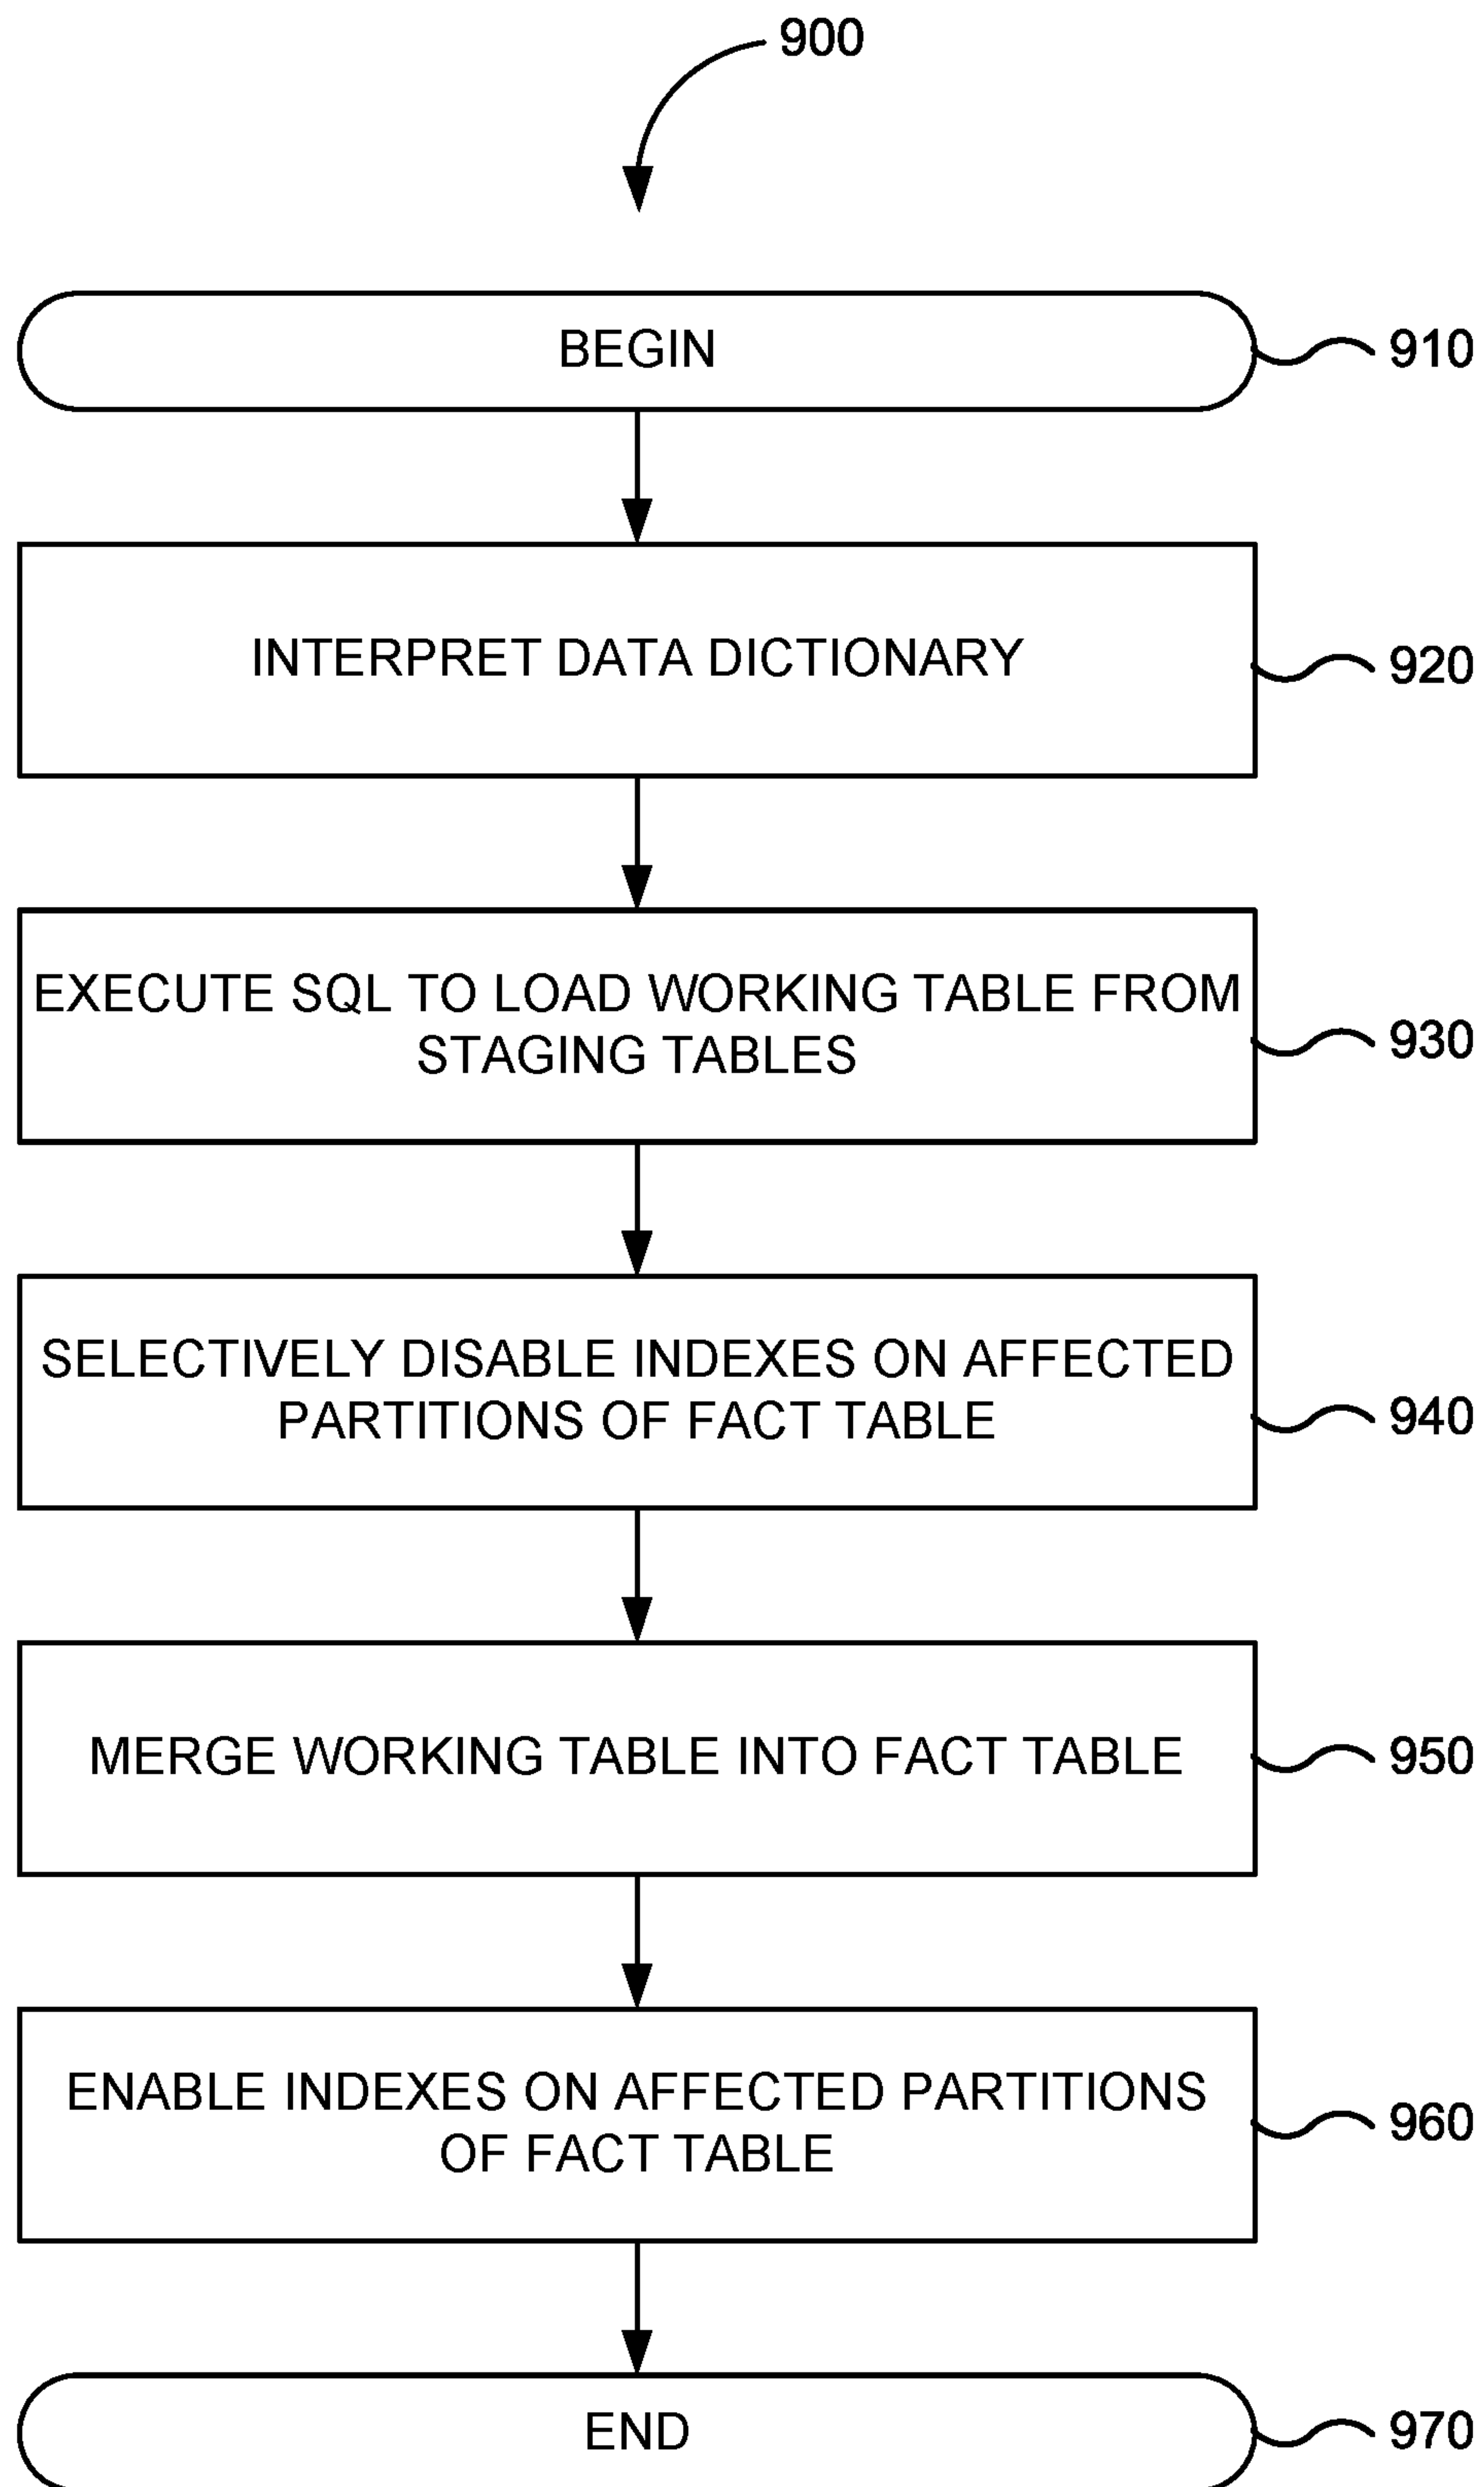 900
BEGIN
910
INTERPRET DATA DICTIONARY
920
EXECUTE SQL TO LOAD WORKING TABLE FROM
STAGING TABLES
930
SELECTIVELY DISABLE INDEXES ON AFFECTED
PARTITIONS OF FACT TABLE
940
MERGE WORKING TABLE INTO FACT TABLE
950
ENABLE INDEXES ON AFFECTED PARTITIONS
OF FACT TABLE
960
END
970